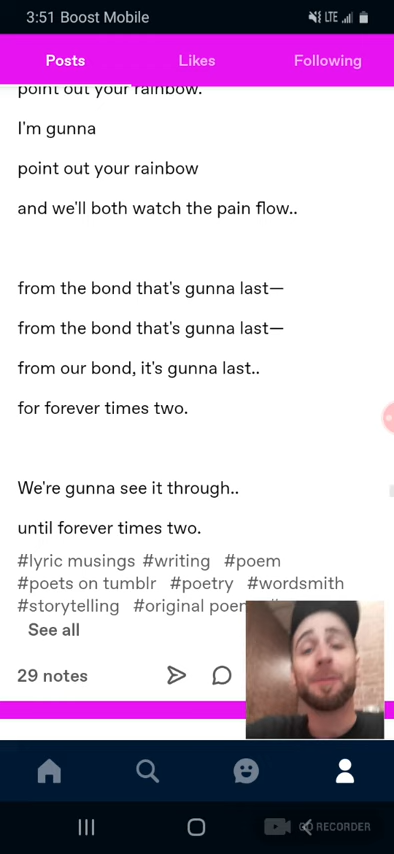 3:51 Boost Mobile LTE
Posts Likes Following
point out your rainbow.
I'm gunna
point out your rainbow
and we'll both watch the pain flow..
from the bond that's gunna last—
from the bond that's gunna last—
from our bond, it's gunna last..
for forever times two.
We're gunna see it through..
until forever times two.
#lyric musings #writing #poem
#poets on tumblr #poetry #wordsmith
#storytelling #original
See all
29 notes
RECORDER